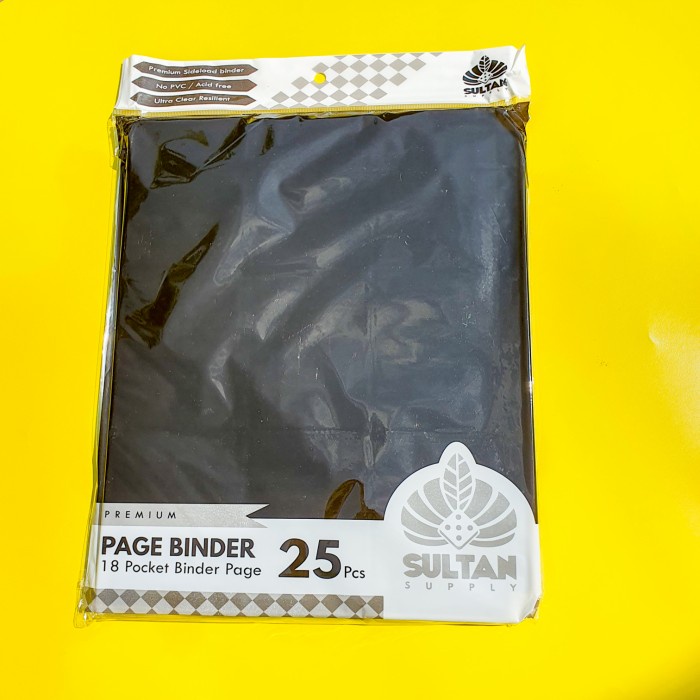 Premium Sideload binder
No PVC / Acid free
Ultra Clear Resilient
SULTAN
SUPPLY
PREMIUM
PAGE BINDER
18 Pocket Binder Page
25 Pcs
SULTAN
SUPPLY